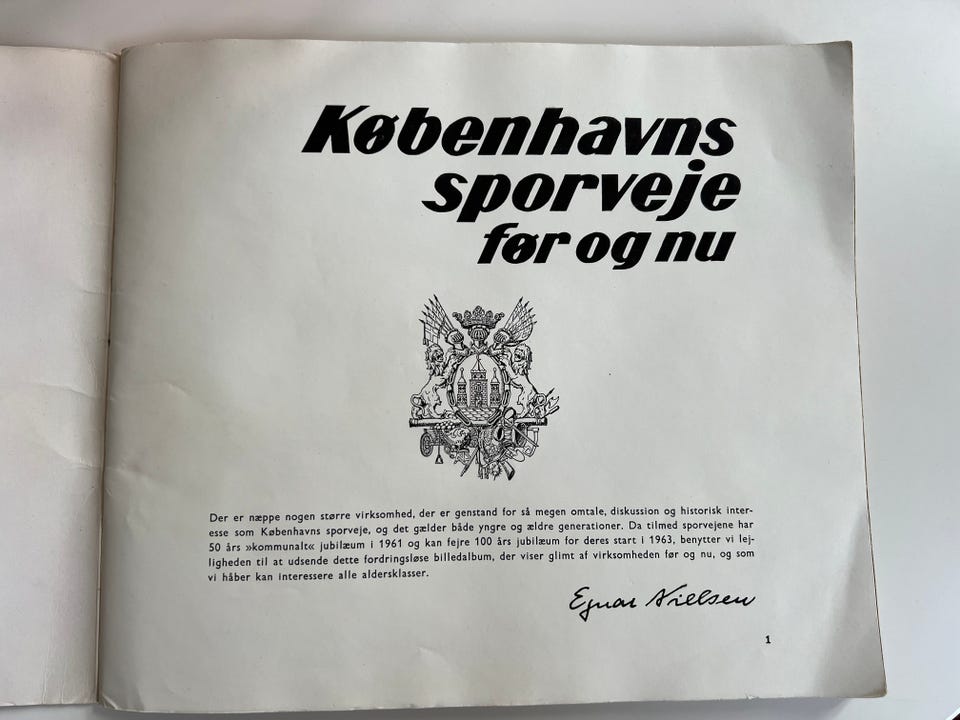 Københavns
sporveje
før og nu
Der er næppe nogen større virksomhed, der er genstand for så megen omtale, diskussion og historisk inter-
esse som Københavns sporveje, og det gælder både yngre og ældre generationer. Da tilmed sporvejene har
50 års »kommunalt« jubilæum i 1961 og kan fejre 100 års jubilæum for deres start i 1963, benytter vi lej-
ligheden til at udsende dette fordringsløse billedalbum, der viser glimt af virksomheden før og nu, og som
vi håber kan interessere alle aldersklasser.
Egnar Nielsen
1